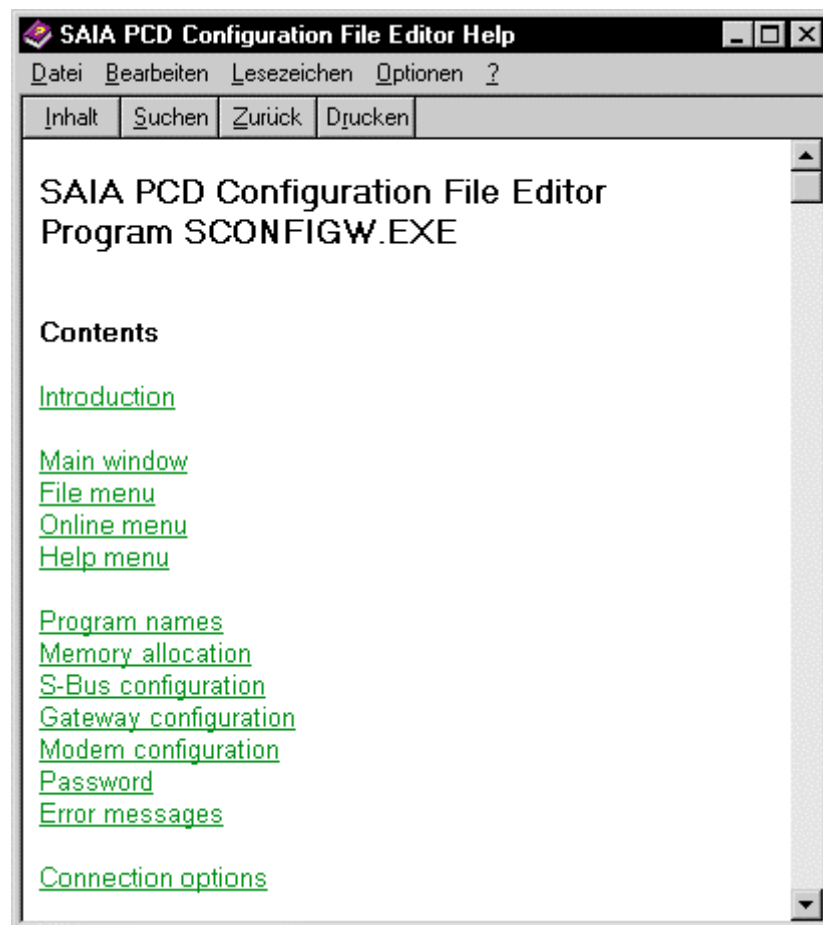 SAIA PCD Configuration File Editor Help
Datei Bearbeiten Lesezeichen Optionen ?
Inhalt Suchen Zurück Drucken
SAIA PCD Configuration File Editor
Program SCONFIGW.EXE
Contents
Introduction
Main window
File menu
Online menu
Help menu
Program names
Memory allocation
S-Bus configuration
Gateway configuration
Modem configuration
Password
Error messages
Connection options